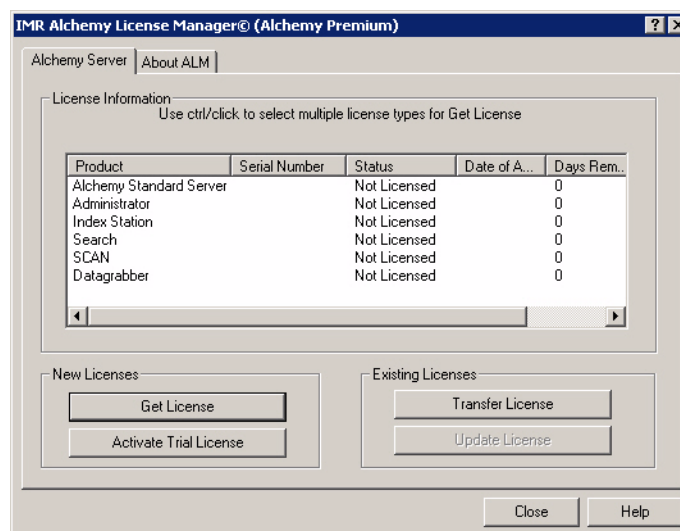 IMR Alchemy License Manager© (Alchemy Premium)
Alchemy Server About ALM
License Information
Use ctrl/click to select multiple license types for Get License
Product Serial Number Status Date of A... Days Rem...
Alchemy Standard Server Not Licensed 0
Administrator Not Licensed 0
Index Station Not Licensed 0
Search Not Licensed 0
SCAN Not Licensed 0
Datagrabber Not Licensed 0
New Licenses Existing Licenses
Get License Transfer License
Activate Trial License Update License
Close Help